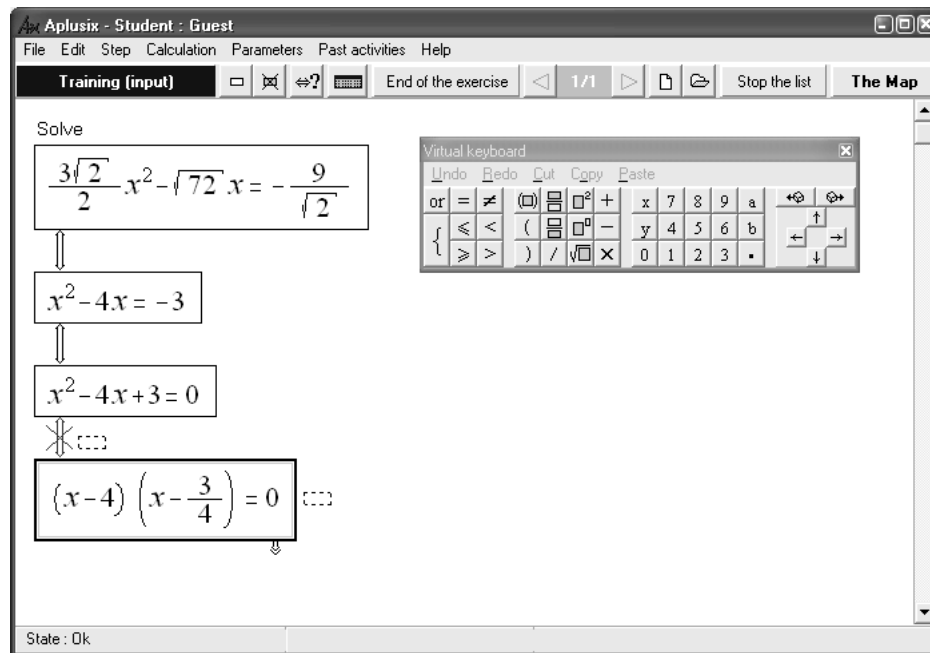 Aplusix - Student : Guest
File Edit Step Calculation Parameters Past activities Help
Training (input) ⇔? End of the exercise 1/1 Stop the list The Map
Solve
3√2/2 x² − √72 x = − 9/√2
x² − 4x = −3
x² − 4x + 3 = 0
(x − 4) (x − 3/4) = 0
Virtual keyboard
Undo Redo Cut Copy Paste
or = ≠ (□) □² + x 7 8 9 a
{ ⩽ < ( □□ − y 4 5 6 b
⩾ > ) / √□ × 0 1 2 3 .
State : Ok